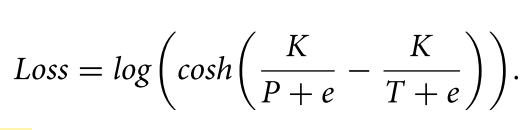 Loss = log(cosh(K/(P + e) − K/(T + e))).